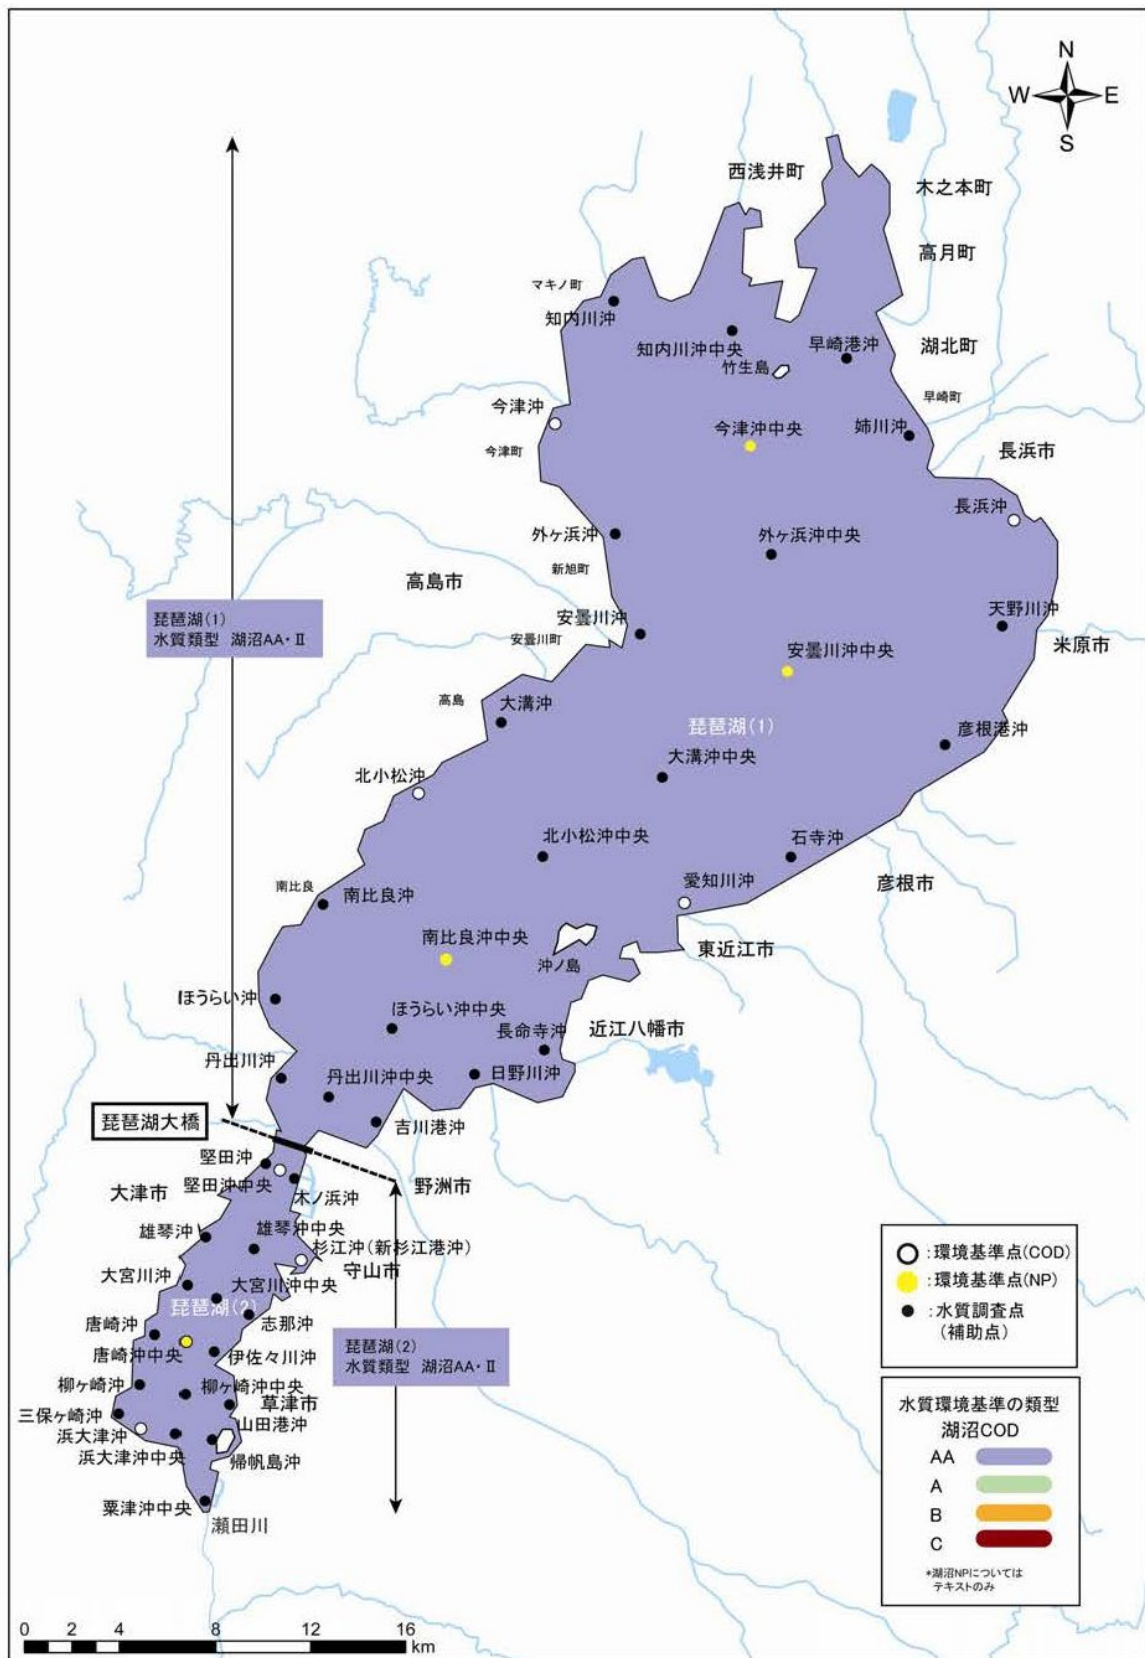 N
W
E
S
西浅井町
木之本町
高月町
マキノ町
知内川沖
知内川沖中央
早崎港沖
湖北町
竹生島
早崎町
今津沖
今津沖中央
姉川沖
今津町
長浜市
長浜沖
外ヶ浜沖
外ヶ浜沖中央
新旭町
高島市
琵琶湖(1)
水質類型 湖沼AA・Ⅱ
安曇川沖
天野川沖
安曇川町
米原市
安曇川沖中央
高島
大溝沖
琵琶湖(1)
彦根港沖
大溝沖中央
北小松沖
北小松沖中央
石寺沖
愛知川沖
彦根市
南比良
南比良沖
南比良沖中央
東近江市
沖ノ島
ほうらい沖
ほうらい沖中央
長命寺沖
近江八幡市
丹出川沖
丹出川沖中央
日野川沖
琵琶湖大橋
吉川港沖
堅田沖
堅田沖中央
木ノ浜沖
野洲市
大津市
雄琴沖
雄琴沖中央
杉江沖(新杉江港沖)
守山市
大宮川沖
大宮川沖中央
琵琶湖(2)
志那沖
唐崎沖
唐崎沖中央
伊佐々川沖
琵琶湖(2)
水質類型 湖沼AA・Ⅱ
柳ヶ崎沖
柳ヶ崎沖中央
草津市
三保ヶ崎沖
山田港沖
浜大津沖
浜大津沖中央
帰帆島沖
粟津沖中央
瀬田川
:環境基準点(COD)
:環境基準点(NP)
:水質調査点
(補助点)
水質環境基準の類型
湖沼COD
AA
A
B
C
*湖沼NPについては
テキストのみ
0 2 4 8 12 16
km